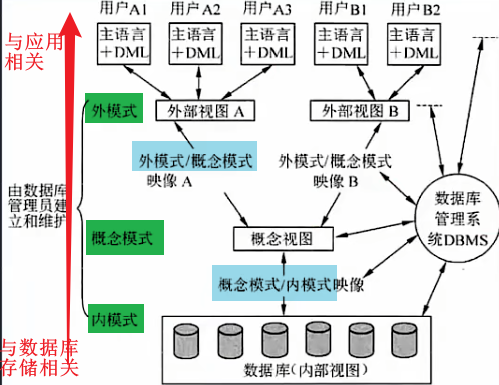 用户A1 用户A2 用户A3 用户B1 用户B2
与应用
相关
主语言
+DML
主语言
+DML
主语言
+DML
主语言
+DML
主语言
+DML
外模式
外部视图 A
外部视图 B
外模式/概念模式
映像 A
外模式/概念模式
映像 B
由数据库
管理员建
立和维护
数据库
管理系
统DBMS
概念模式
概念视图
概念模式/内模式映像
内模式
与数据库
存储相关
数据库(内部视图)